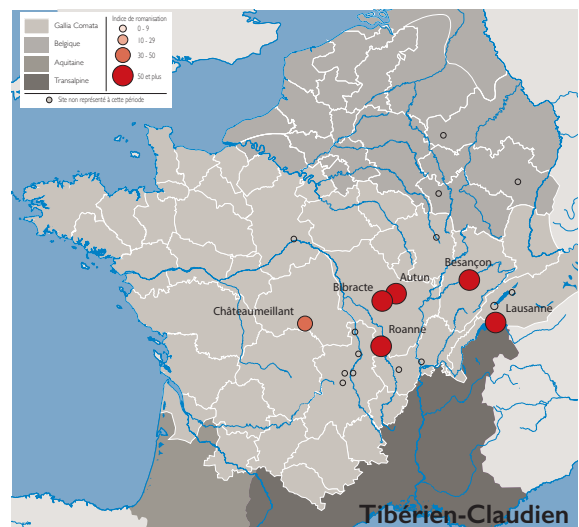 Gallia Comata
Belgique
Aquitaine
Transalpine
Indice de romanisation
0 - 9
10 - 29
30 - 50
50 et plus
Site non représenté à cette période
Besançon
Autun
Bibracte
Châteaumeillant
Lausanne
Roanne
Tibérien-Claudien